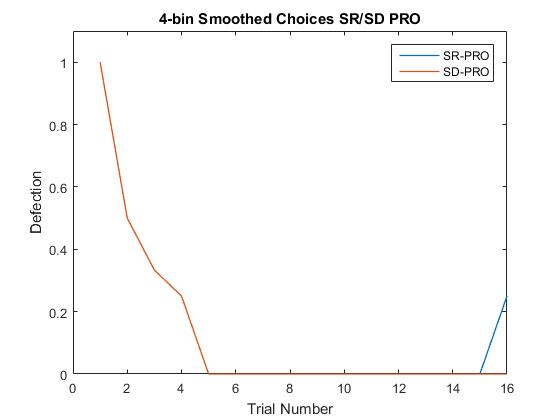 4-bin Smoothed Choices SR/SD PRO
SR-PRO
SD-PRO
1
0.8
0.6
0.4
0.2
0
Defection
0 2 4 6 8 10 12 14 16
Trial Number